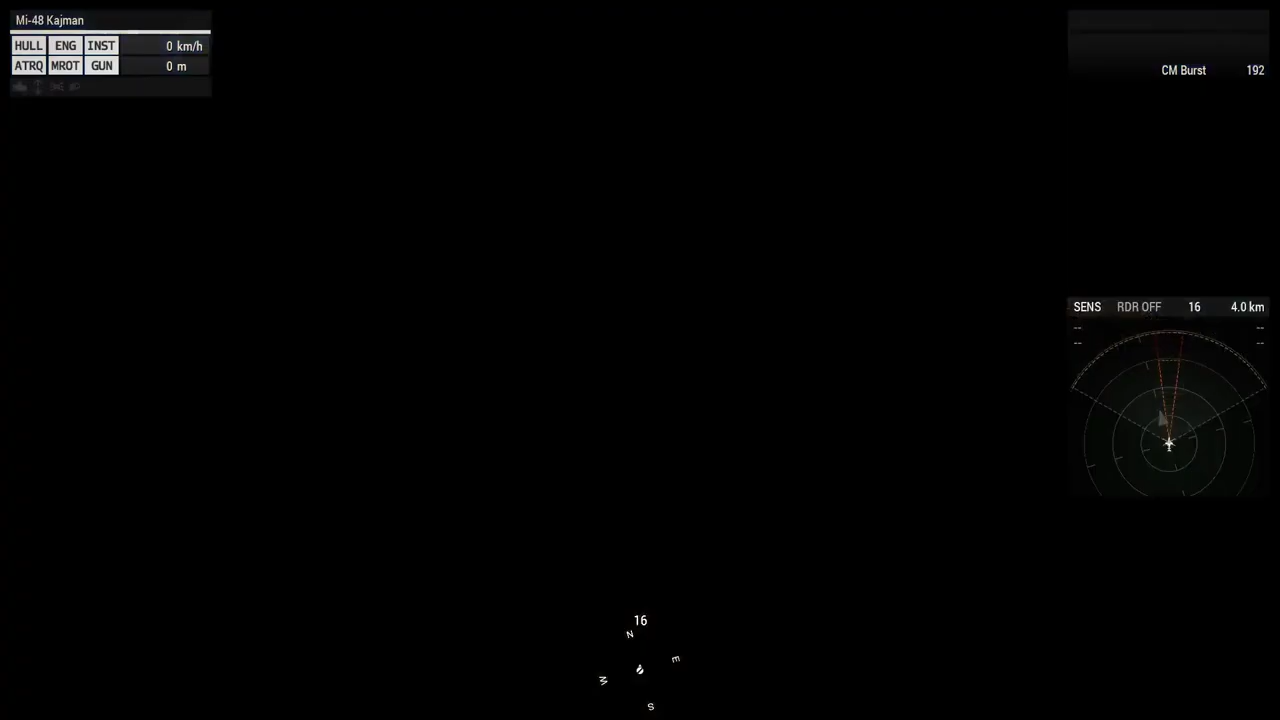 Mi-48 Kajman
HULL ENG INST 0 km/h
ATRQ MROT GUN 0 m
CM Burst 192
SENS RDR OFF 16 4.0 km
-- --
-- --
16
N
E
W
S